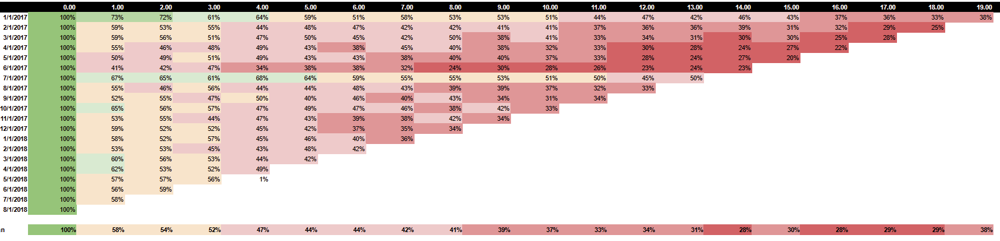 0.00 1.00 2.00 3.00 4.00 5.00 6.00 7.00 8.00 9.00 10.00 11.00 12.00 13.00 14.00 15.00 16.00 17.00 18.00 19.00
1/1/2017 100% 73% 72% 61% 64% 59% 51% 58% 53% 53% 51% 44% 47% 42% 46% 43% 37% 36% 33% 38%
2/1/2017 100% 59% 53% 55% 44% 48% 47% 42% 42% 41% 41% 37% 36% 36% 39% 31% 32% 29% 25%
3/1/2017 100% 59% 56% 51% 47% 50% 45% 42% 50% 38% 41% 33% 34% 31% 30% 30% 25% 28%
4/1/2017 100% 55% 46% 48% 49% 43% 38% 45% 40% 38% 32% 33% 30% 28% 24% 27% 22%
5/1/2017 100% 50% 49% 51% 49% 43% 43% 38% 40% 40% 37% 33% 28% 24% 27% 20%
6/1/2017 100% 41% 42% 47% 34% 38% 38% 32% 24% 30% 28% 26% 23% 24% 23%
7/1/2017 100% 67% 65% 61% 68% 64% 59% 55% 55% 53% 51% 50% 45% 50%
8/1/2017 100% 55% 46% 56% 44% 44% 48% 43% 39% 39% 37% 32% 33%
9/1/2017 100% 52% 55% 47% 50% 40% 46% 40% 43% 34% 31% 34%
10/1/2017 100% 65% 56% 57% 47% 49% 47% 46% 38% 42% 33%
11/1/2017 100% 53% 55% 44% 47% 43% 39% 38% 42% 34%
12/1/2017 100% 59% 52% 52% 45% 42% 37% 35% 34%
1/1/2018 100% 58% 52% 57% 45% 46% 40% 36%
2/1/2018 100% 53% 53% 45% 43% 48% 42%
3/1/2018 100% 60% 56% 53% 44% 42%
4/1/2018 100% 62% 53% 52% 49%
5/1/2018 100% 57% 57% 56% 1%
6/1/2018 100% 56% 59%
7/1/2018 100% 58%
8/1/2018 100%
an 100% 58% 54% 52% 47% 44% 44% 42% 41% 39% 37% 33% 34% 31% 28% 30% 28% 29% 29% 38%